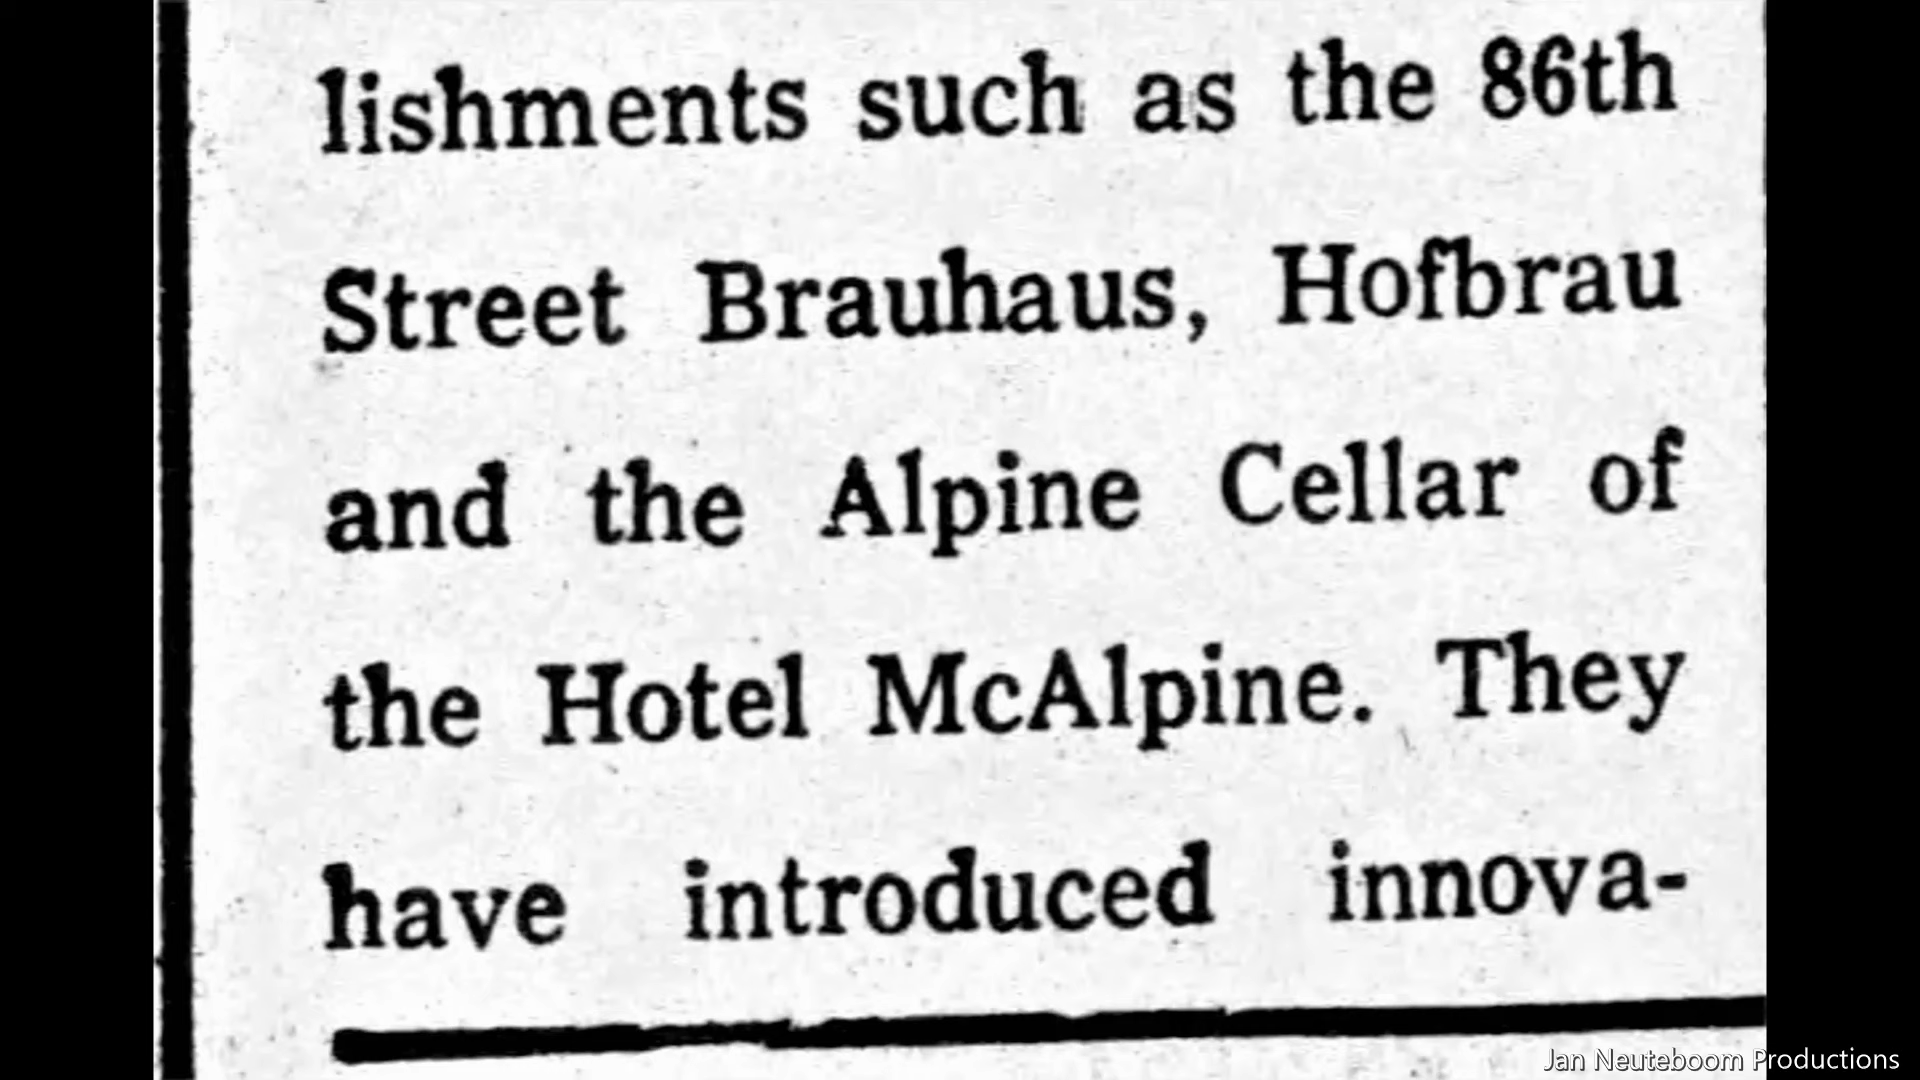 lishments such as the 86th
Street Brauhaus, Hofbrau
and the Alpine Cellar of
the Hotel McAlpine. They
have introduced innova-
Jan Neuteboom Productions